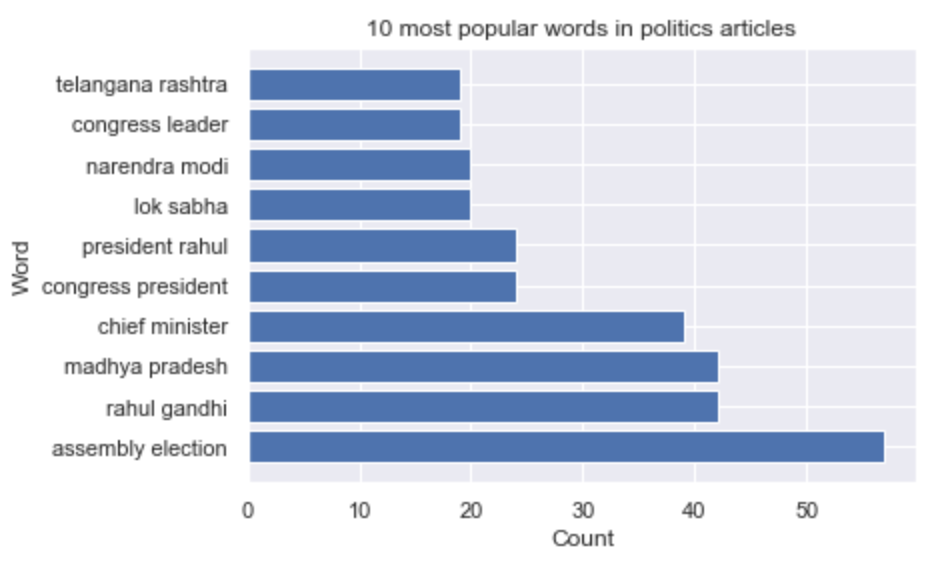 10 most popular words in politics articles
telangana rashtra
congress leader
narendra modi
lok sabha
president rahul
congress president
chief minister
madhya pradesh
rahul gandhi
assembly election
Word
0 10 20 30 40 50
Count